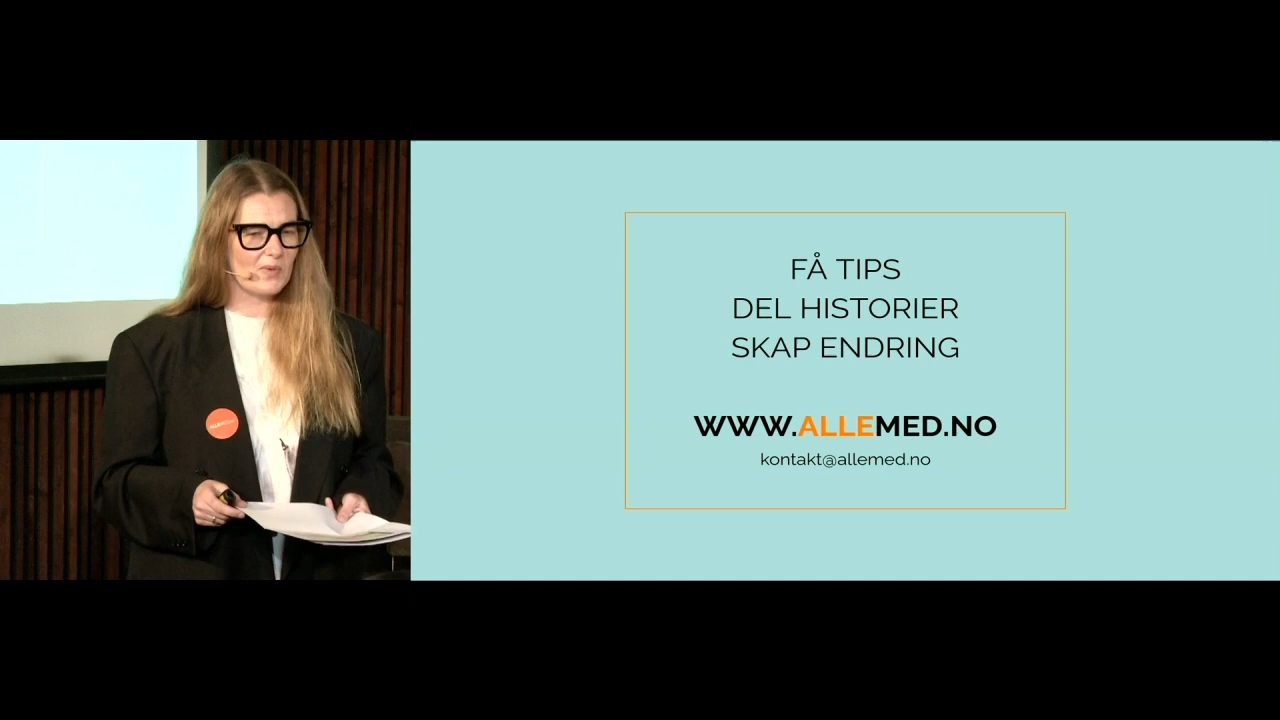 FÅ TIPS
DEL HISTORIER
SKAP ENDRING
WWW.ALLEMED.NO
kontakt@allemed.no